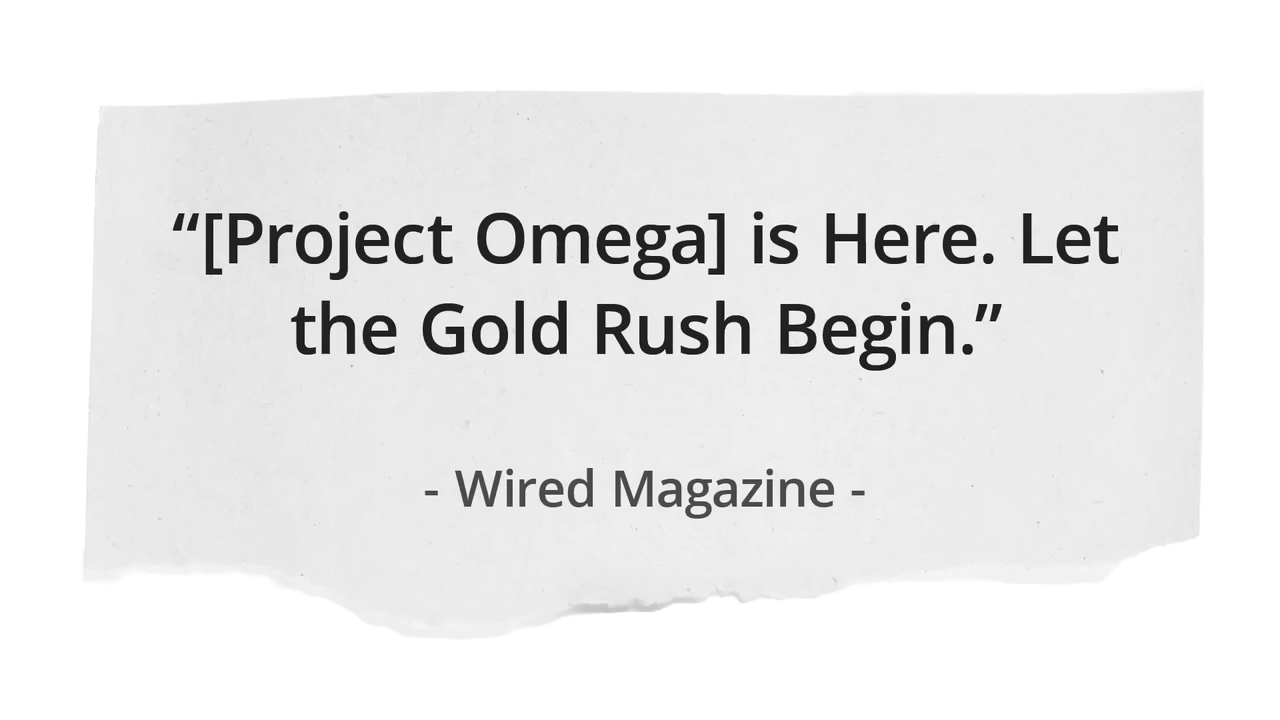 “[Project Omega] is Here. Let
the Gold Rush Begin.”
- Wired Magazine -